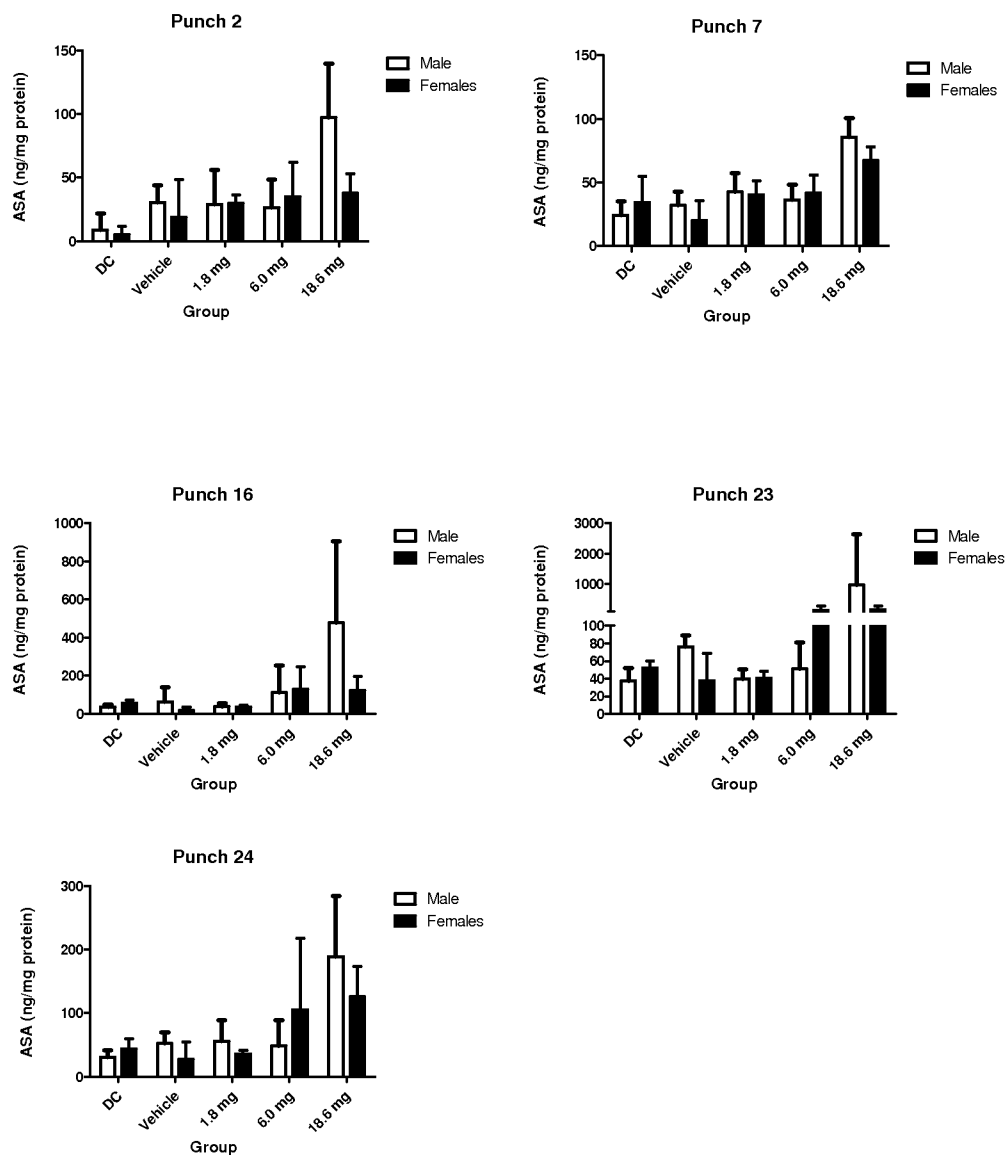 Punch 2
150
100
50
0
ASA (ng/mg protein)
DC
Vehicle
1.8 mg
6.0 mg
18.6 mg
Group
Male
Females
Punch 7
150
100
50
0
ASA (ng/mg protein)
DC
Vehicle
1.8 mg
6.0 mg
18.6 mg
Group
Male
Females
Punch 16
1000
800
600
400
200
0
ASA (ng/mg protein)
DC
Vehicle
1.8 mg
6.0 mg
18.6 mg
Group
Male
Females
Punch 23
3000
2000
1000
100
80
60
40
20
0
ASA (ng/mg protein)
DC
Vehicle
1.8 mg
6.0 mg
18.6 mg
Group
Male
Females
Punch 24
300
200
100
0
ASA (ng/mg protein)
DC
Vehicle
1.8 mg
6.0 mg
18.6 mg
Group
Male
Females